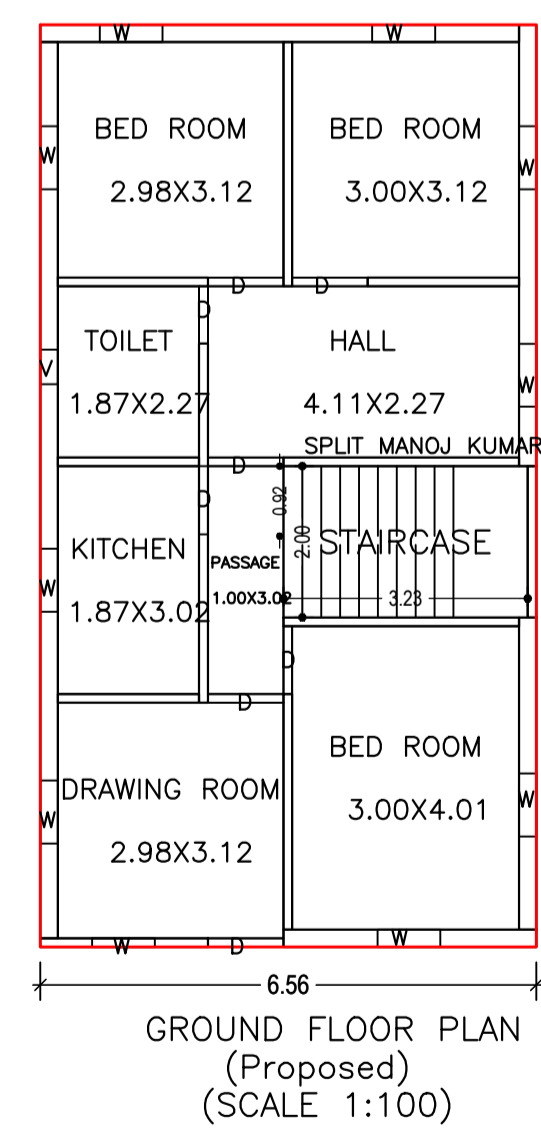 W W
BED ROOM BED ROOM
W W
2.98X3.12 3.00X3.12
D D
D
TOILET HALL
V W
1.87X2.27 4.11X2.27
SPLIT MANOJ KUMAR
D
D 0.92
KITCHEN 2.00 STAIRCASE
PASSAGE
W 1.00X3.02 3.23
1.87X3.02
D
D
BED ROOM
DRAWING ROOM
W W
3.00X4.01
2.98X3.12
W D W
6.56
GROUND FLOOR PLAN
(Proposed)
(SCALE 1:100)